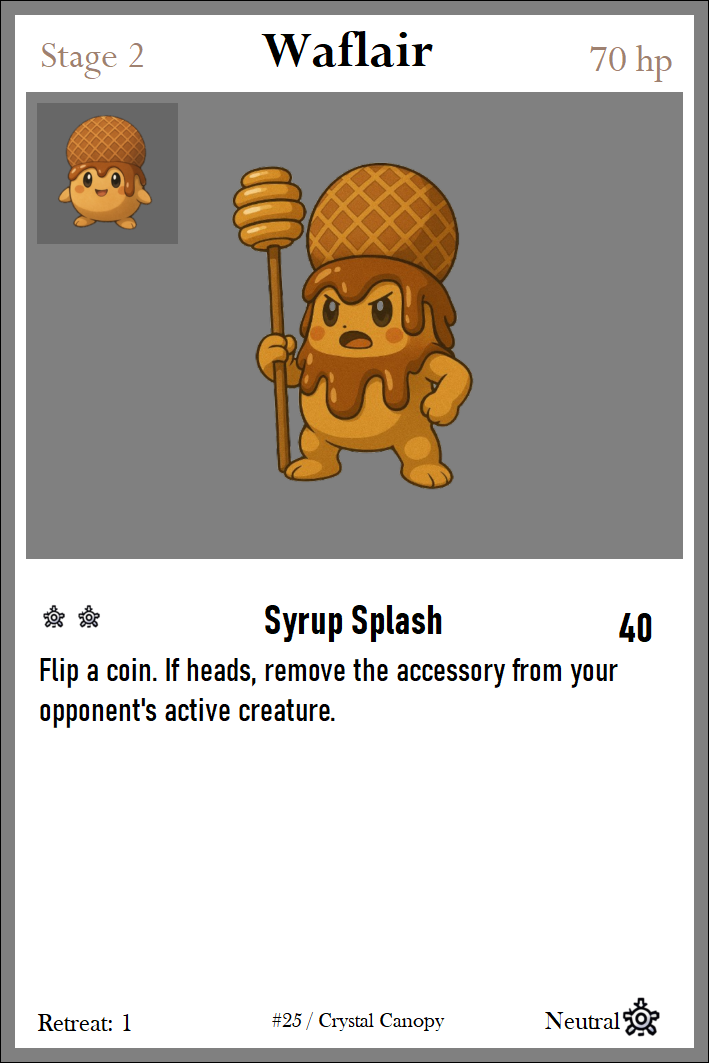 Stage 2
Waflair
70 hp
Syrup Splash
40
Flip a coin. If heads, remove the accessory from your
opponent's active creature.
Retreat: 1
#25 / Crystal Canopy
Neutral